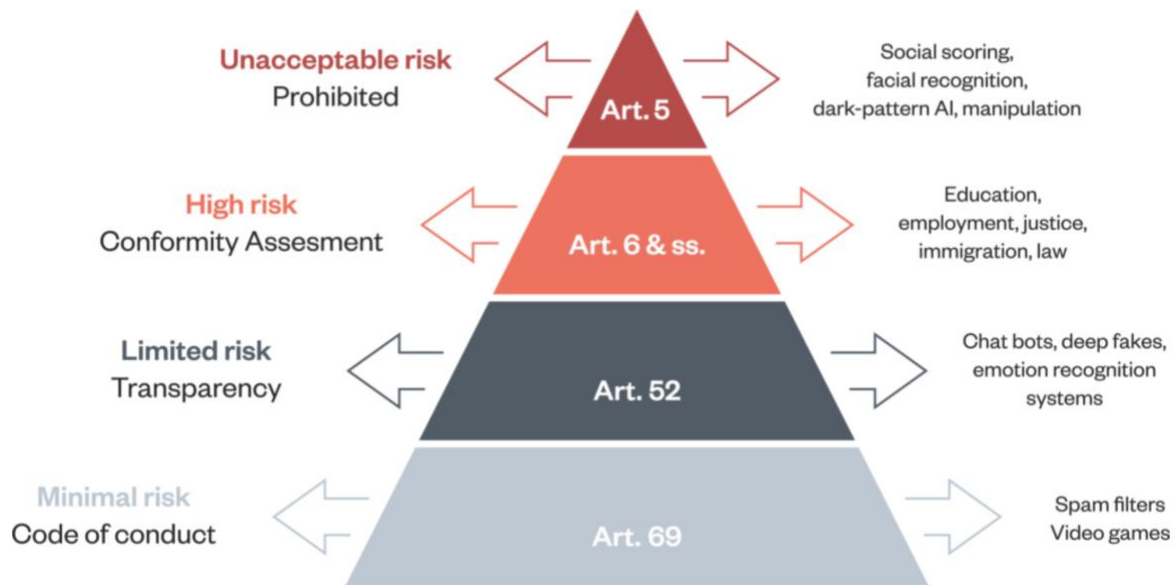 Unacceptable risk
Prohibited
Art. 5
Social scoring,
facial recognition,
dark-pattern AI, manipulation
High risk
Conformity Assesment
Art. 6 & ss.
Education,
employment, justice,
immigration, law
Limited risk
Transparency
Art. 52
Chat bots, deep fakes,
emotion recognition
systems
Minimal risk
Code of conduct
Art. 69
Spam filters
Video games